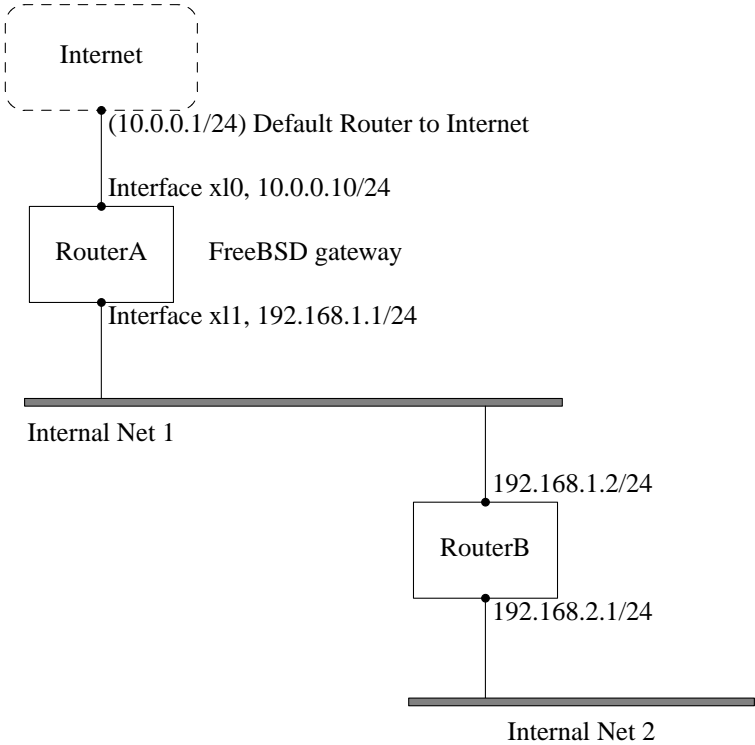 Internet
(10.0.0.1/24) Default Router to Internet
Interface xl0, 10.0.0.10/24
RouterA
FreeBSD gateway
Interface xl1, 192.168.1.1/24
Internal Net 1
192.168.1.2/24
RouterB
192.168.2.1/24
Internal Net 2